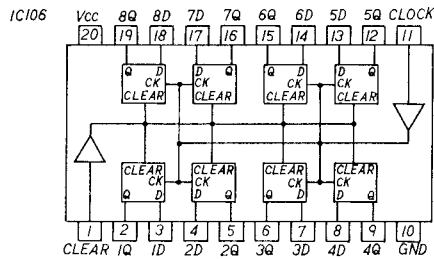 IC106
Vcc 8Q 8D 7D 7Q 6Q 6D 5D 5Q CLOCK
20 19 18 17 16 15 14 13 12 11
Q D D Q Q D D Q
CK CK CK CK
CLEAR CLEAR CLEAR CLEAR
CLEAR CLEAR CLEAR CLEAR
CK CK CK CK
Q D D Q Q D D Q
1 2 3 4 5 6 7 8 9 10
CLEAR 1Q 1D 2D 2Q 3Q 3D 4D 4Q GND